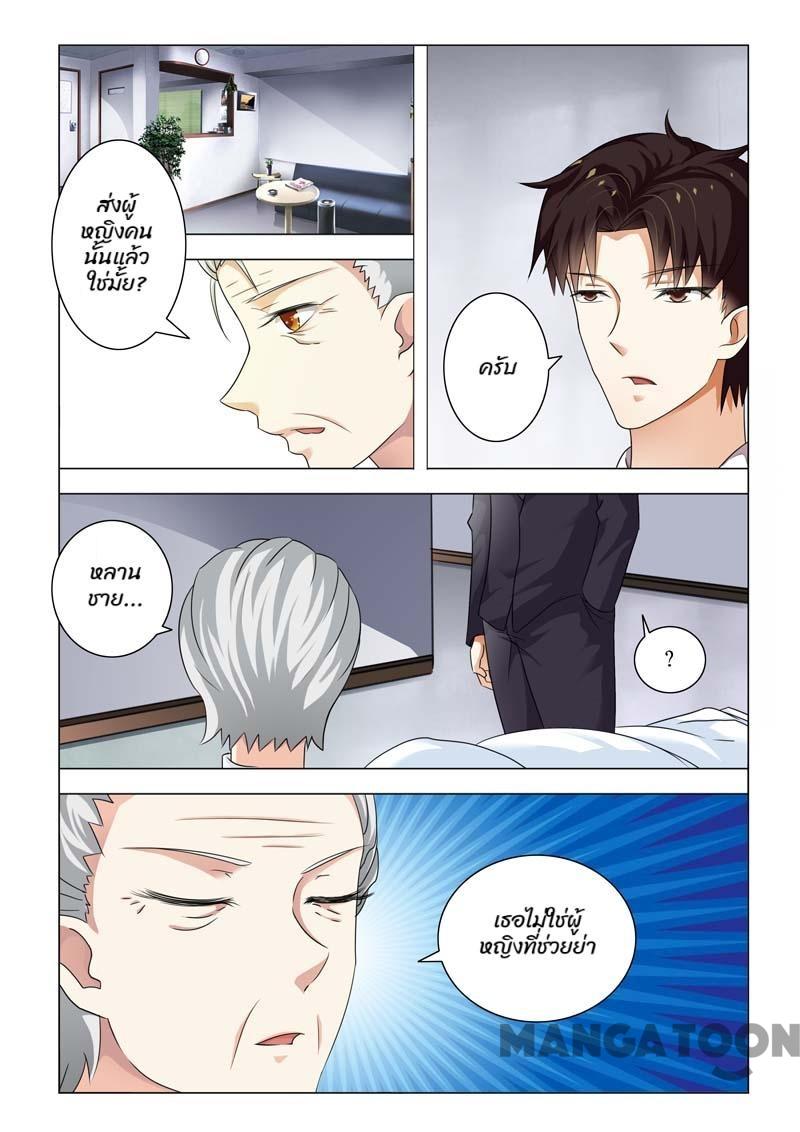 ส่งผู้
หญิงคน
นั้นแล้ว
ใช่มั้ย?
ครับ
หลาน
ชาย...
?
เธอไม่ใช่ผู้
หญิงที่ช่วยย่า
MANGATOON